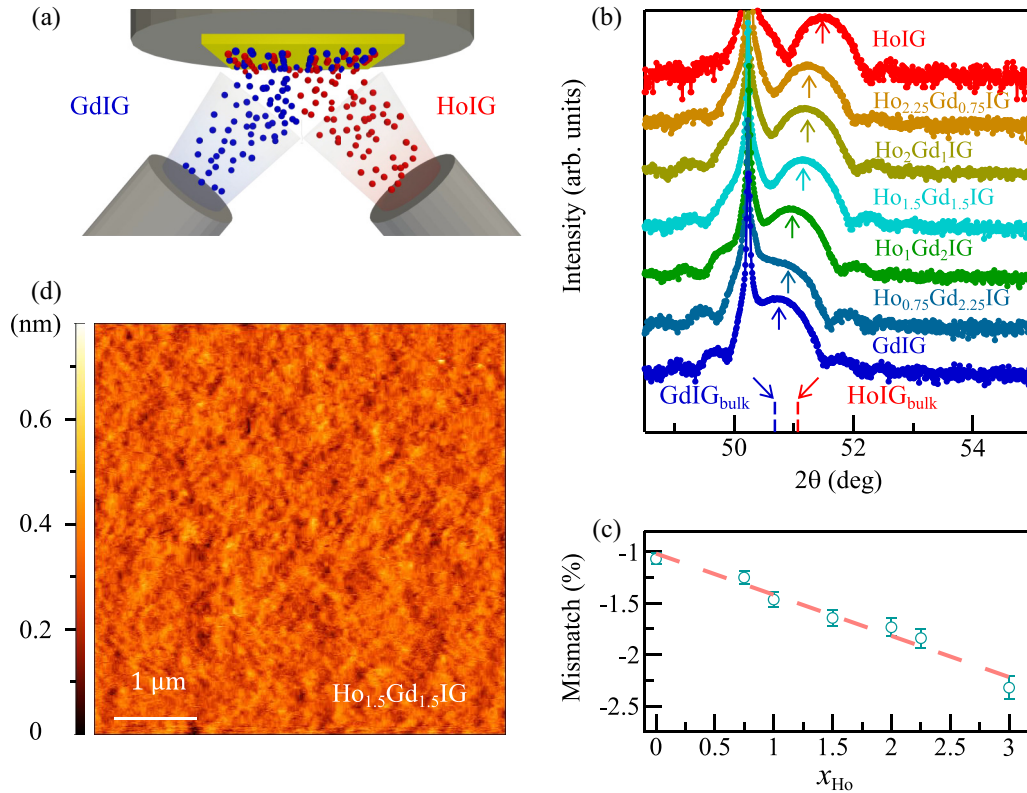 (a)
GdIG
HoIG
(b)
Intensity (arb. units)
HoIG
Ho2.25Gd0.75IG
Ho2Gd1IG
Ho1.5Gd1.5IG
Ho1Gd2IG
Ho0.75Gd2.25IG
GdIG
GdIGbulk
HoIGbulk
50
52
54
2θ (deg)
(d)
(nm)
0.6
0.4
0.2
0
1 μm
Ho1.5Gd1.5IG
(c)
Mismatch (%)
-1
-1.5
-2
-2.5
0
0.5
1
1.5
2
2.5
3
xHo